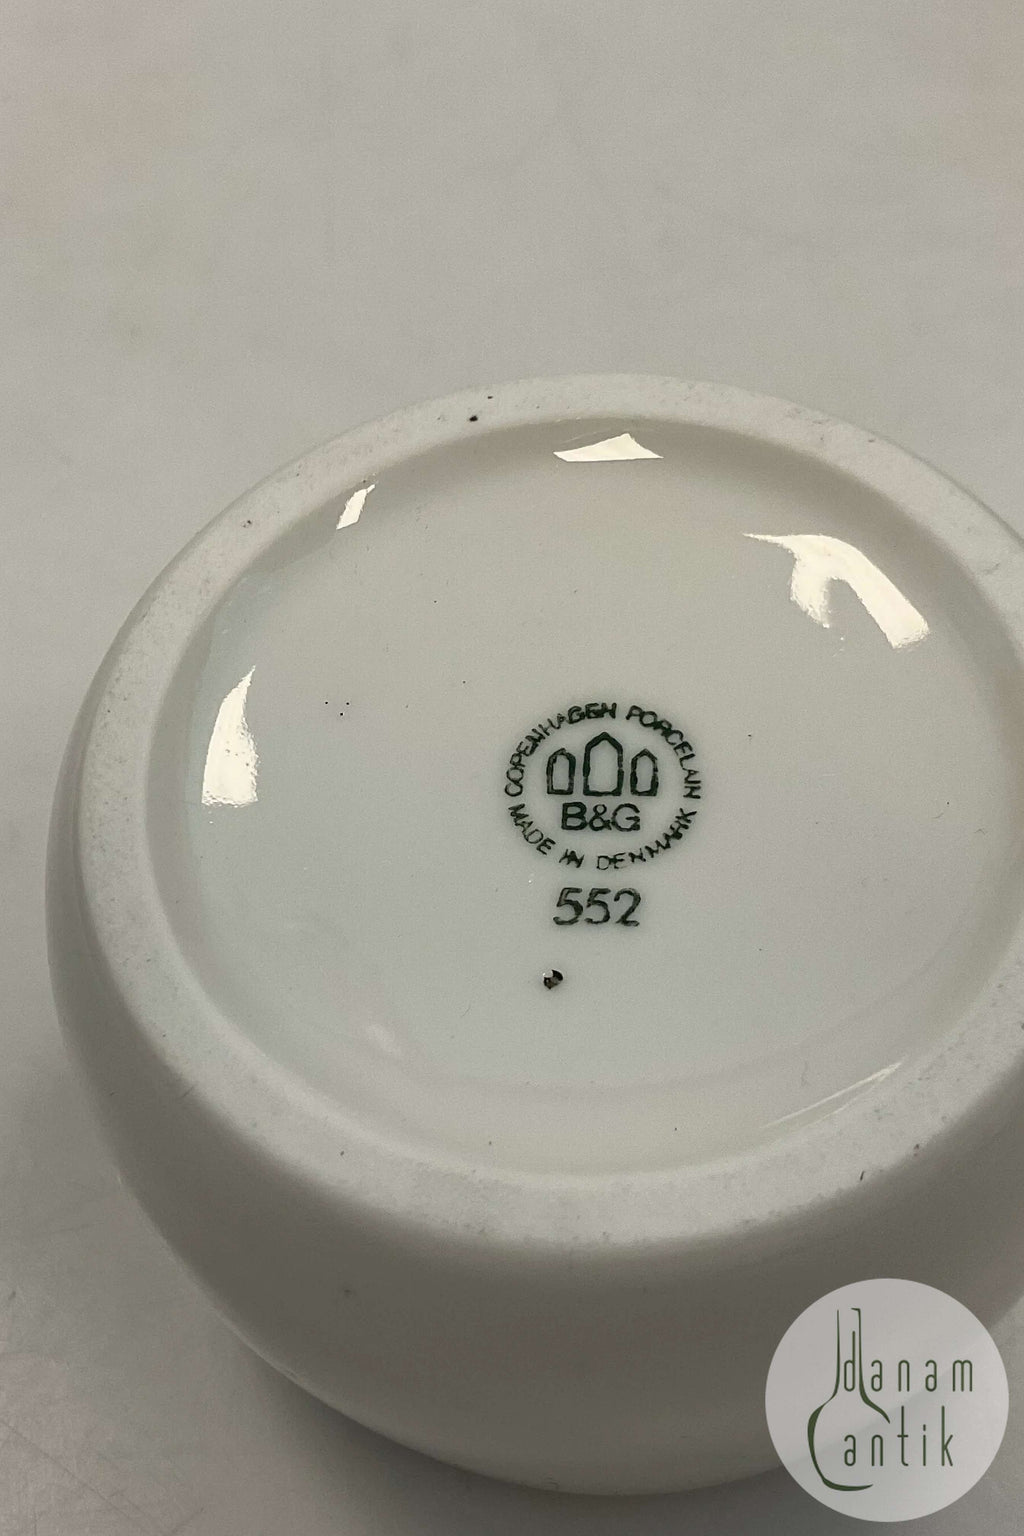 COPENHAGEN PORCELAIN
B&G
MADE IN DENMARK
552
danam
antik